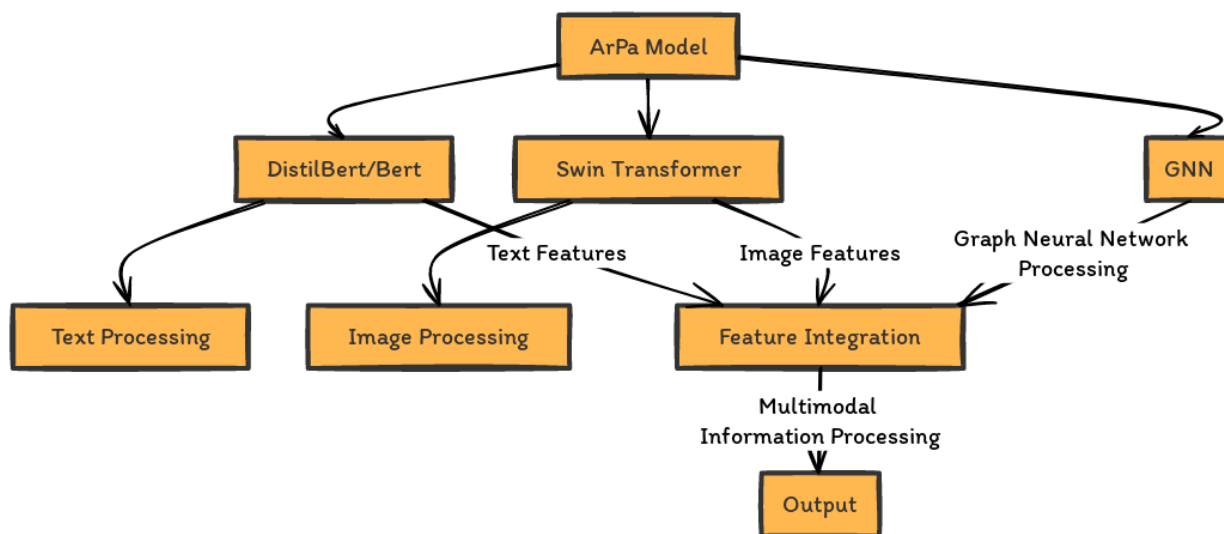 ArPa Model
DistilBert/Bert
Swin Transformer
GNN
Text Features
Image Features
Graph Neural Network
Processing
Text Processing
Image Processing
Feature Integration
Multimodal
Information Processing
Output